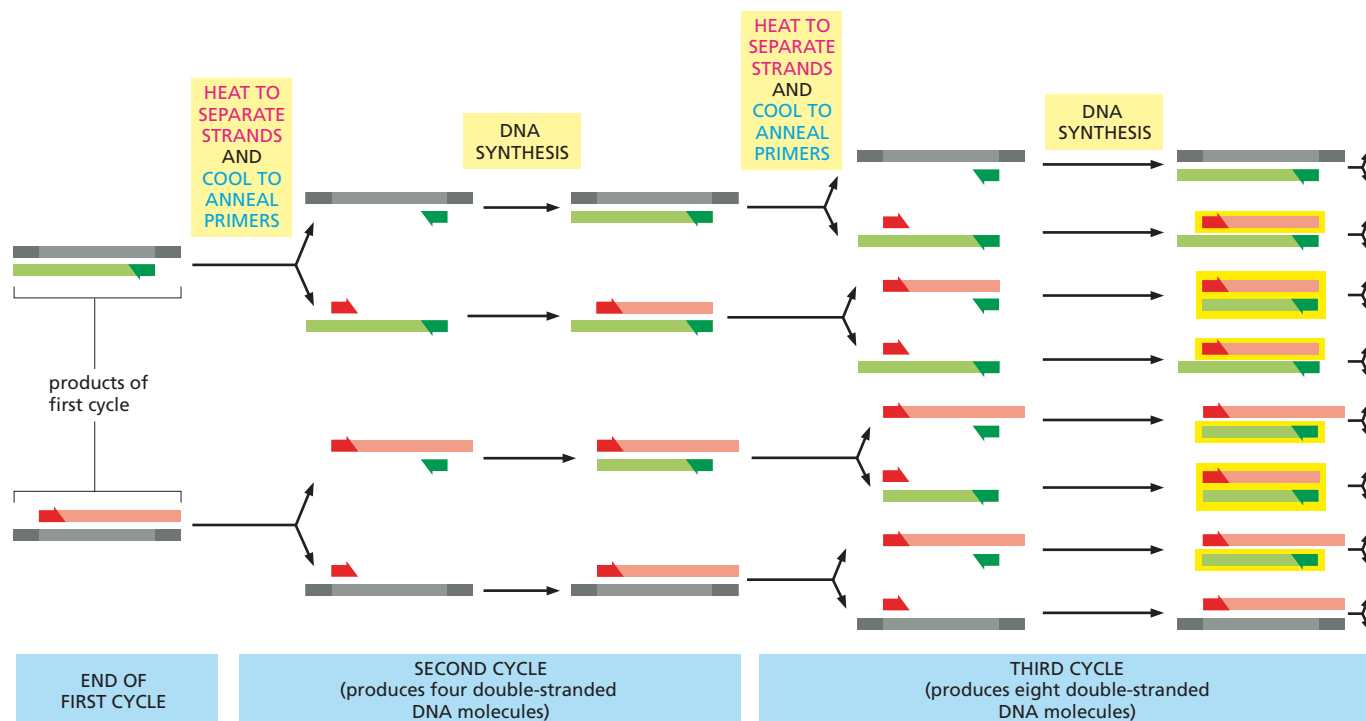 HEAT TO
SEPARATE
STRANDS
AND
COOL TO
ANNEAL
PRIMERS
DNA
SYNTHESIS
HEAT TO
SEPARATE
STRANDS
AND
COOL TO
ANNEAL
PRIMERS
DNA
SYNTHESIS
products of
first cycle
END OF
FIRST CYCLE
SECOND CYCLE
(produces four double-stranded
DNA molecules)
THIRD CYCLE
(produces eight double-stranded
DNA molecules)